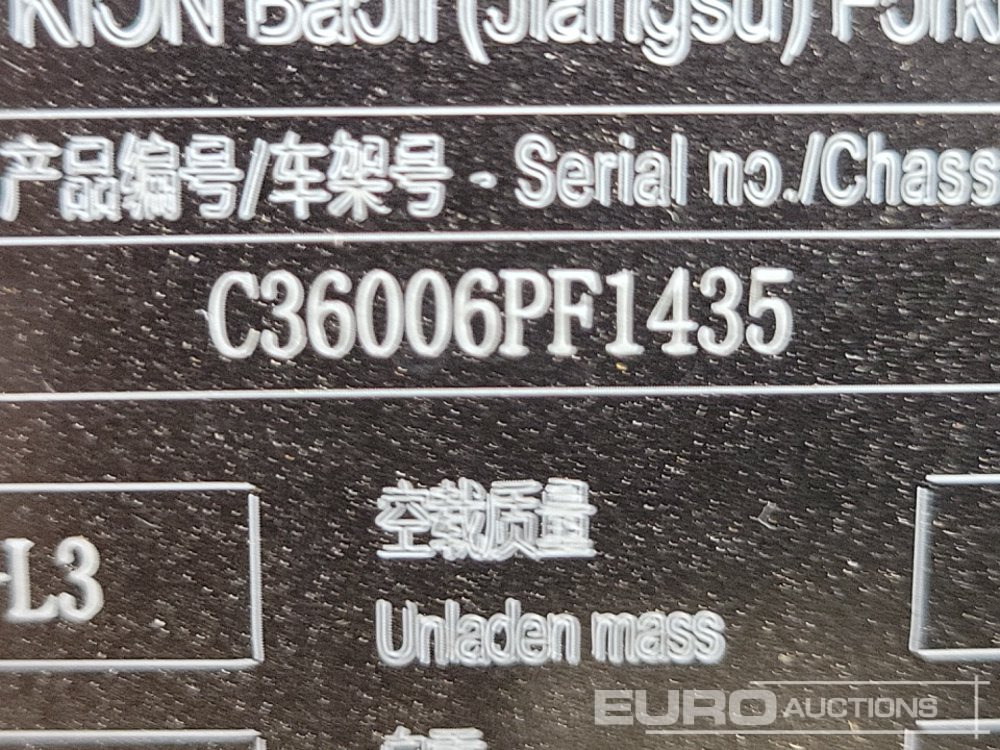 KION Baoli (Jiangsu) Fork
产品编号/车架号 - Serial no./Chass
C36006PF1435
空载质量
L3
Unladen mass
EURO AUCTIONS